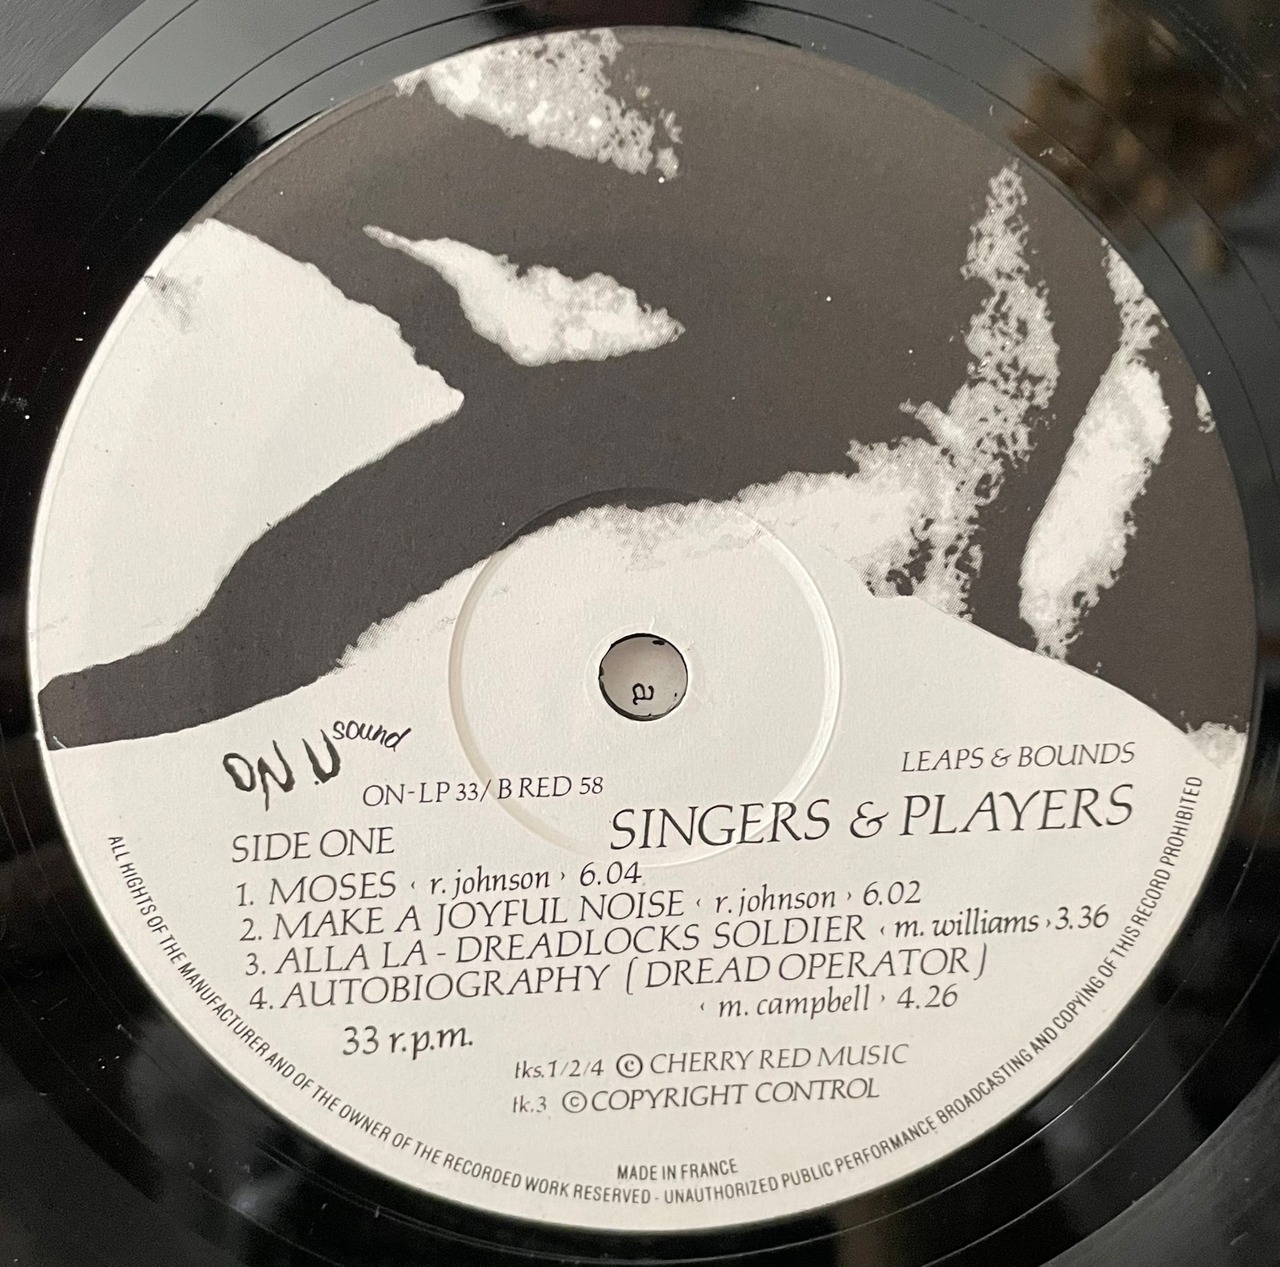 ON U sound
ON-LP 33/ B RED 58
LEAPS & BOUNDS
SINGERS & PLAYERS
SIDE ONE
1. MOSES ‹ r. johnson › 6.04
2. MAKE A JOYFUL NOISE ‹ r. johnson › 6.02
3. ALLA LA - DREADLOCKS SOLDIER ‹ m. williams › 3.36
4. AUTOBIOGRAPHY ( DREAD OPERATOR )
‹ m. campbell › 4.26
33 r.p.m.
tks.1/2/4 © CHERRY RED MUSIC
tk.3 © COPYRIGHT CONTROL
MADE IN FRANCE
ALL RIGHTS OF THE MANUFACTURER AND OF THE OWNER OF THE RECORDED WORK RESERVED - UNAUTHORIZED PUBLIC PERFORMANCE BROADCASTING AND COPYING OF THIS RECORD PROHIBITED
a